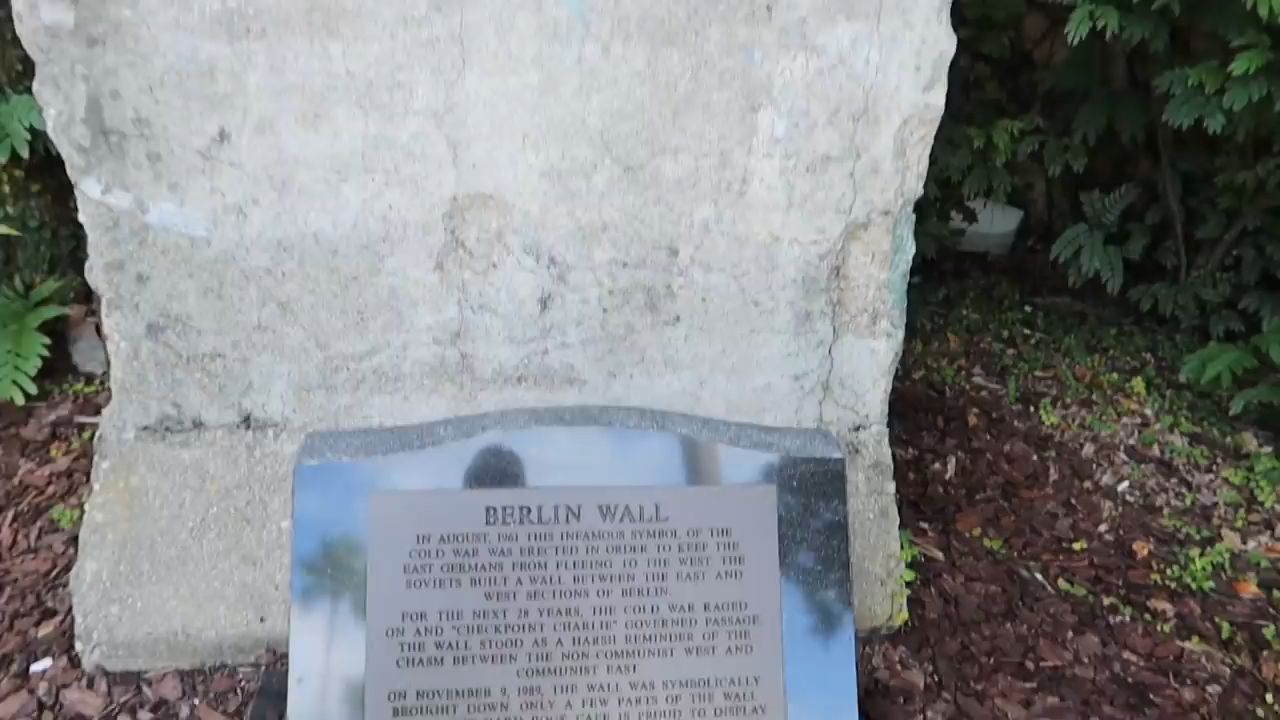 BERLIN WALL
IN AUGUST, 1961 THIS INFAMOUS SYMBOL OF THE
COLD WAR WAS ERECTED IN ORDER TO KEEP THE
EAST GERMANS FROM FLEEING TO THE WEST. THE
SOVIETS BUILT A WALL BETWEEN THE EAST AND
WEST SECTIONS OF BERLIN.
FOR THE NEXT 28 YEARS, THE COLD WAR RAGED
ON AND "CHECKPOINT CHARLIE" GOVERNED PASSAGE.
THE WALL STOOD AS A HARSH REMINDER OF THE
CHASM BETWEEN THE NON-COMMUNIST WEST AND
COMMUNIST EAST.
ON NOVEMBER 9, 1989, THE WALL WAS SYMBOLICALLY
BROUGHT DOWN ONLY A FEW PARTS OF THE WALL
HARD ROCK CAFE IS PROUD TO DISPLAY